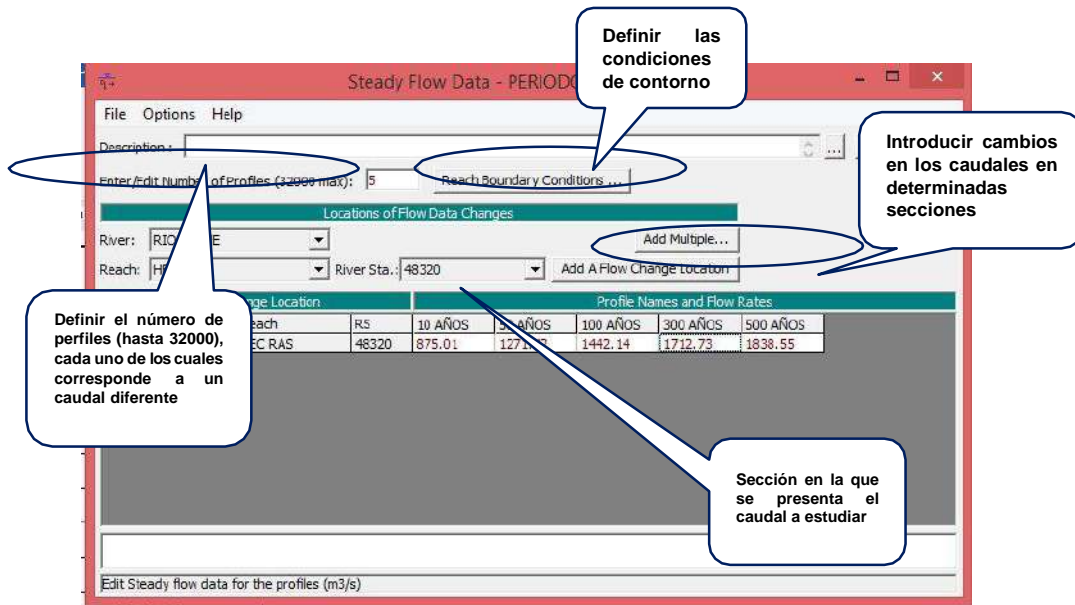 Definir las
condiciones
de contorno
Steady Flow Data - PERIODO
File Options Help
Description :
Introducir cambios
en los caudales en
determinadas
secciones
Enter/Edit Number of Profiles (32000 max): 5 Reach Boundary Conditions ...
Locations of Flow Data Changes
River: Add Multiple...
Reach: River Sta.: 48320 Add A Flow Change Location
Location Profile Names and Flow Rates
RS 10 AÑOS AÑOS 100 AÑOS 300 AÑOS 500 AÑOS
RAS 48320 875.01 1442.14 1712.73 1838.55
Definir el número de
perfiles (hasta 32000),
cada uno de los cuales
corresponde a un
caudal diferente
Sección en la que
se presenta el
caudal a estudiar
Edit Steady flow data for the profiles (m3/s)